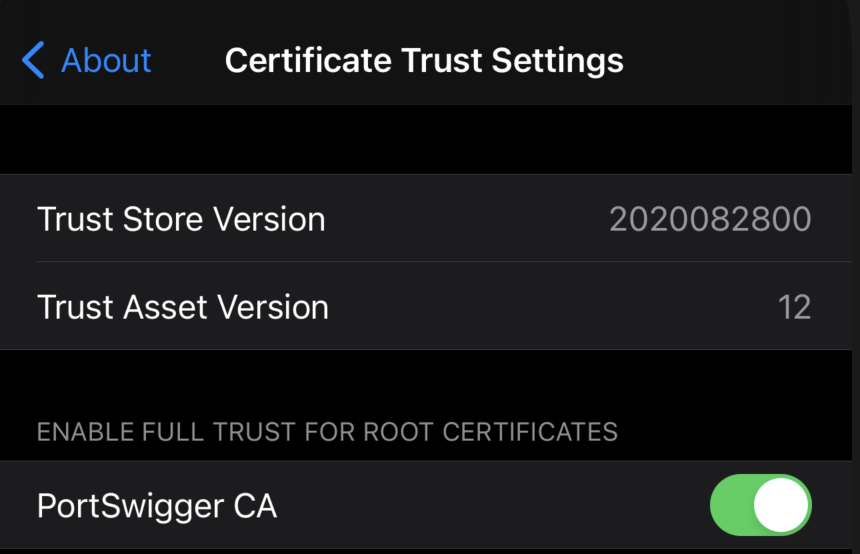 About
Certificate Trust Settings
Trust Store Version 2020082800
Trust Asset Version 12
ENABLE FULL TRUST FOR ROOT CERTIFICATES
PortSwigger CA